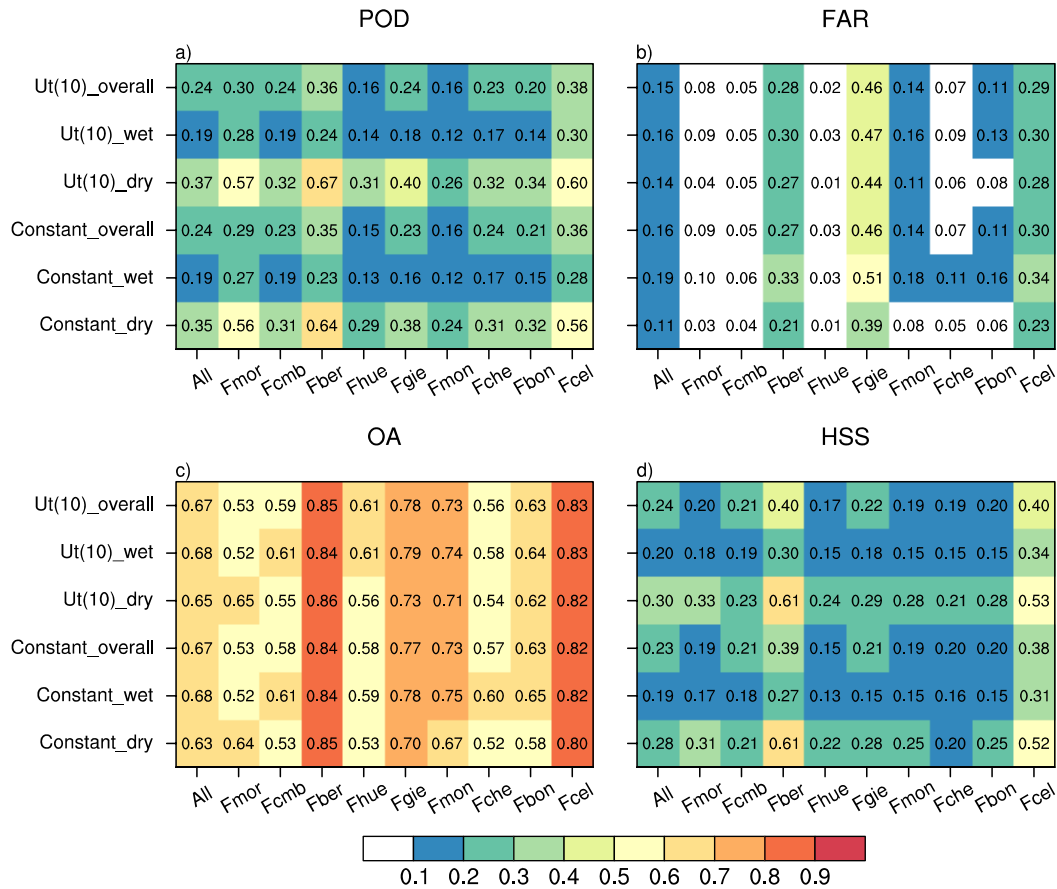 POD
a)
Ut(10)_overall 0.24 0.30 0.24 0.36 0.16 0.24 0.16 0.23 0.20 0.38
Ut(10)_wet 0.19 0.28 0.19 0.24 0.14 0.18 0.12 0.17 0.14 0.30
Ut(10)_dry 0.37 0.57 0.32 0.67 0.31 0.40 0.26 0.32 0.34 0.60
Constant_overall 0.24 0.29 0.23 0.35 0.15 0.23 0.16 0.24 0.21 0.36
Constant_wet 0.19 0.27 0.19 0.23 0.13 0.16 0.12 0.17 0.15 0.28
Constant_dry 0.35 0.56 0.31 0.64 0.29 0.38 0.24 0.31 0.32 0.56
All Fmor Fcmb Fber Fhue Fgie Fmon Fche Fbon Fcel
FAR
b)
0.15 0.08 0.05 0.28 0.02 0.46 0.14 0.07 0.11 0.29
0.16 0.09 0.05 0.30 0.03 0.47 0.16 0.09 0.13 0.30
0.14 0.04 0.05 0.27 0.01 0.44 0.11 0.06 0.08 0.28
0.16 0.09 0.05 0.27 0.03 0.46 0.14 0.07 0.11 0.30
0.19 0.10 0.06 0.33 0.03 0.51 0.18 0.11 0.16 0.34
0.11 0.03 0.04 0.21 0.01 0.39 0.08 0.05 0.06 0.23
All Fmor Fcmb Fber Fhue Fgie Fmon Fche Fbon Fcel
OA
c)
Ut(10)_overall 0.67 0.53 0.59 0.85 0.61 0.78 0.73 0.56 0.63 0.83
Ut(10)_wet 0.68 0.52 0.61 0.84 0.61 0.79 0.74 0.58 0.64 0.83
Ut(10)_dry 0.65 0.65 0.55 0.86 0.56 0.73 0.71 0.54 0.62 0.82
Constant_overall 0.67 0.53 0.58 0.84 0.58 0.77 0.73 0.57 0.63 0.82
Constant_wet 0.68 0.52 0.61 0.84 0.59 0.78 0.75 0.60 0.65 0.82
Constant_dry 0.63 0.64 0.53 0.85 0.53 0.70 0.67 0.52 0.58 0.80
All Fmor Fcmb Fber Fhue Fgie Fmon Fche Fbon Fcel
HSS
d)
0.24 0.20 0.21 0.40 0.17 0.22 0.19 0.19 0.20 0.40
0.20 0.18 0.19 0.30 0.15 0.18 0.15 0.15 0.15 0.34
0.30 0.33 0.23 0.61 0.24 0.29 0.28 0.21 0.28 0.53
0.23 0.19 0.21 0.39 0.15 0.21 0.19 0.20 0.20 0.38
0.19 0.17 0.18 0.27 0.13 0.15 0.15 0.16 0.15 0.31
0.28 0.31 0.21 0.61 0.22 0.28 0.25 0.20 0.25 0.52
All Fmor Fcmb Fber Fhue Fgie Fmon Fche Fbon Fcel
0.1 0.2 0.3 0.4 0.5 0.6 0.7 0.8 0.9